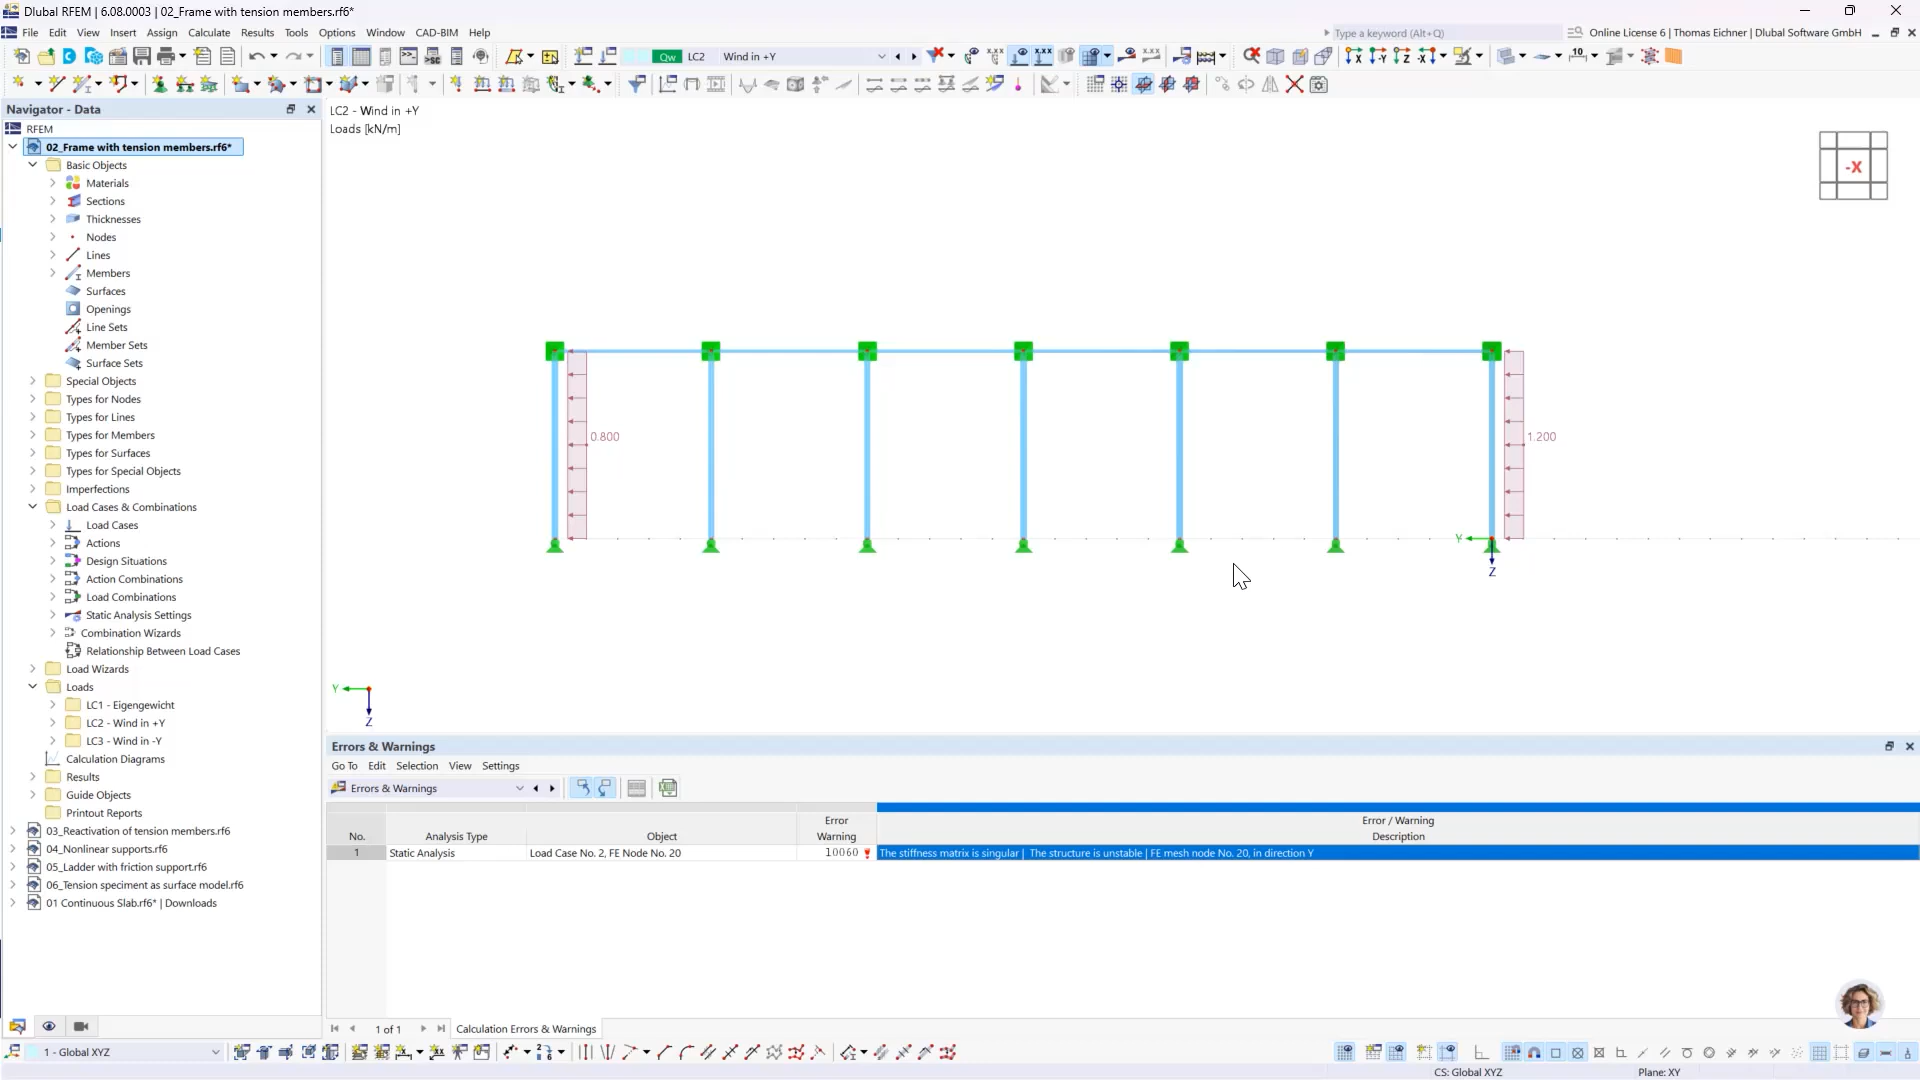 Dlubal RFEM | 6.08.0003 | 02_Frame with tension members.rf6*
File Edit View Insert Assign Calculate Results Tools Options Window CAD-BIM Help
Type a keyword (Alt+Q)
Online License 6 | Thomas Eichner | Dlubal Software GmbH
Qw LC2 Wind in +Y
Navigator - Data
RFEM
02_Frame with tension members.rf6*
Basic Objects
Materials
Sections
Thicknesses
Nodes
Lines
Members
Surfaces
Openings
Line Sets
Member Sets
Surface Sets
Special Objects
Types for Nodes
Types for Lines
Types for Members
Types for Surfaces
Types for Special Objects
Imperfections
Load Cases & Combinations
Load Cases
Actions
Design Situations
Action Combinations
Load Combinations
Static Analysis Settings
Combination Wizards
Relationship Between Load Cases
Load Wizards
Loads
LC1 - Eigengewicht
LC2 - Wind in +Y
LC3 - Wind in -Y
Calculation Diagrams
Results
Guide Objects
Printout Reports
03_Reactivation of tension members.rf6
04_Nonlinear supports.rf6
05_Ladder with friction support.rf6
06_Tension speciment as surface model.rf6
01 Continuous Slab.rf6* | Downloads
LC2 - Wind in +Y
Loads [kN/m]
-X
0.800
1.200
Y
Z
Y
Z
Errors & Warnings
Go To Edit Selection View Settings
Errors & Warnings
No.
Analysis Type
Object
Error
Warning
Error / Warning
Description
1 Static Analysis Load Case No. 2, FE Node No. 20 10060 The stiffness matrix is singular | The structure is unstable | FE mesh node No. 20, in direction Y
1 of 1
Calculation Errors & Warnings
1 - Global XYZ
CS: Global XYZ
Plane: XY